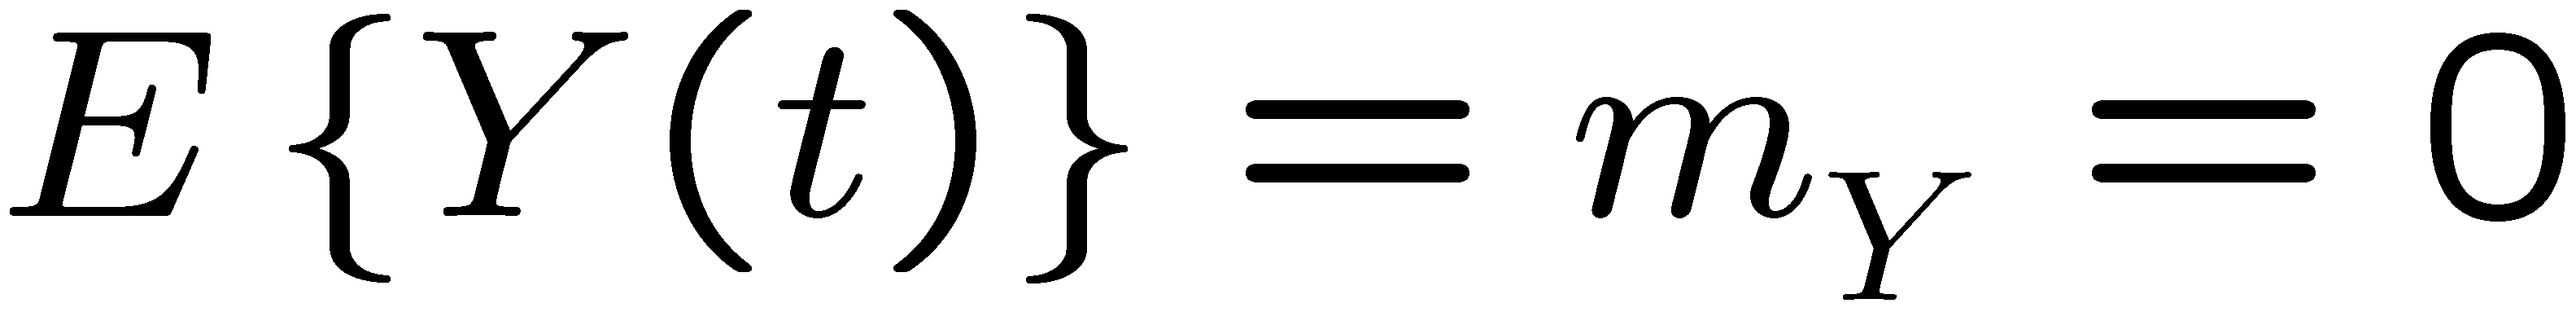 E{Y(t)} = m_Y = 0